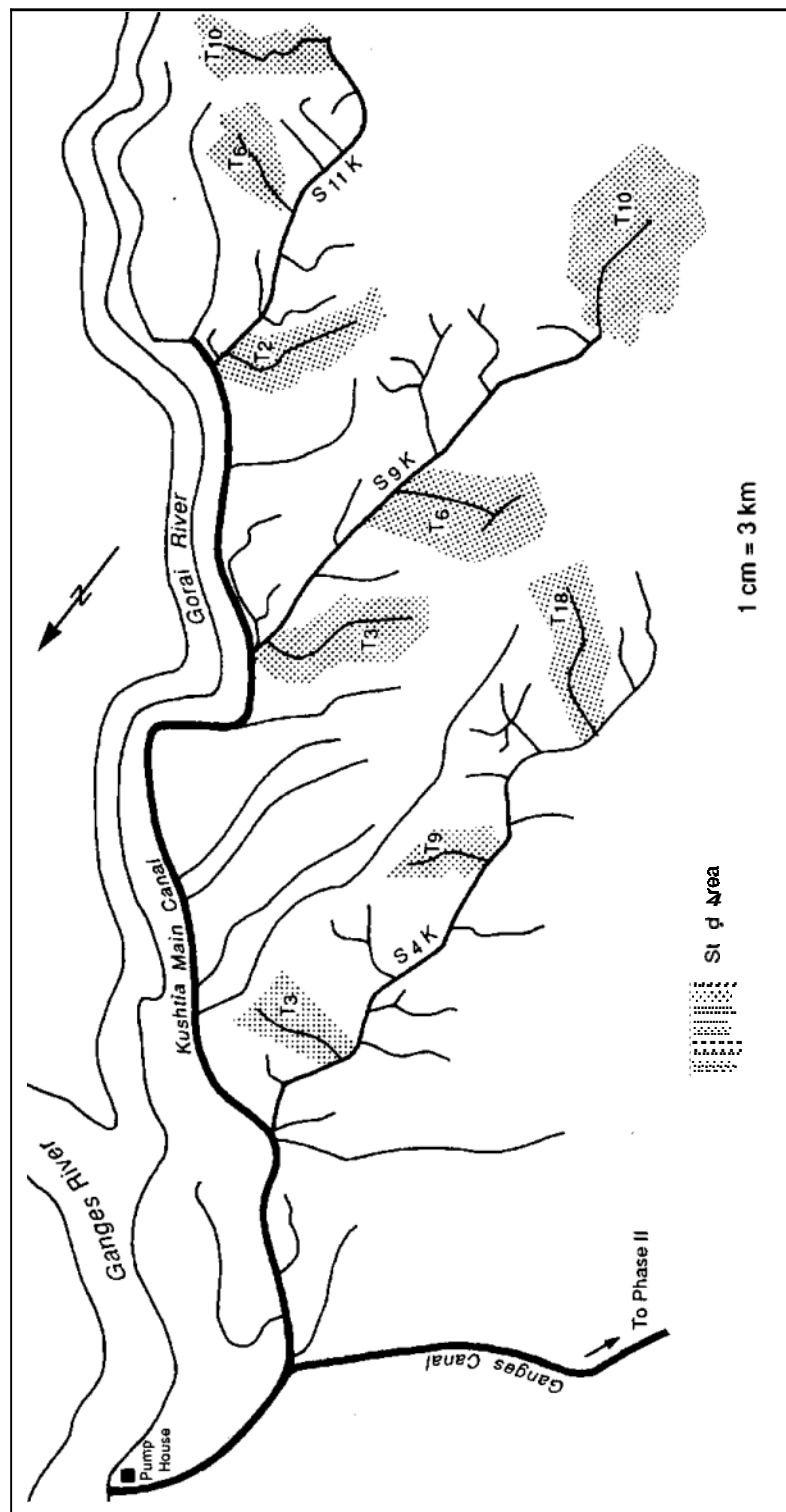 Ganges River
Pump
House
Kushtia Main Canal
Gorai River
N
Ganges Canal
To Phase II
S4K
T3
T9
T18
S9K
T3
T6
T10
S11K
T2
T6
T10
1 cm = 3 km
Area